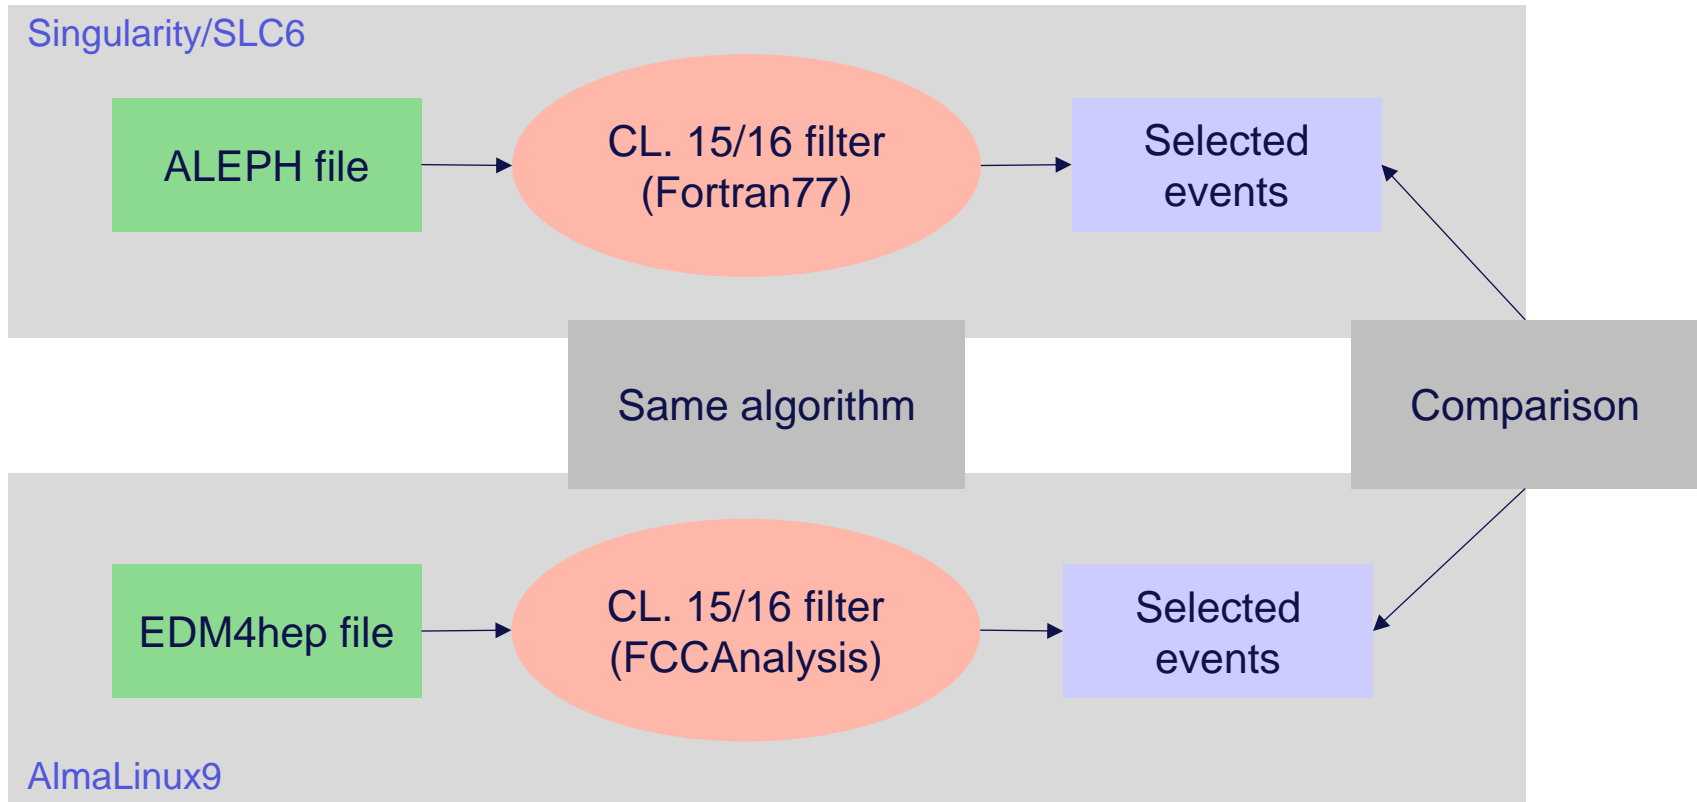 Singularity/SLC6
ALEPH file
CL. 15/16 filter
(Fortran77)
Selected
events
Same algorithm
Comparison
EDM4hep file
CL. 15/16 filter
(FCCAnalysis)
Selected
events
AlmaLinux9